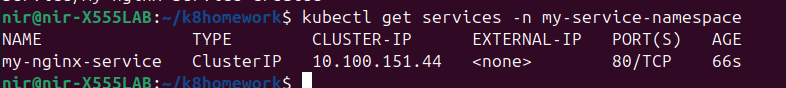 nir@nir-X555LAB:~/k8homework$ kubectl get services -n my-service-namespace
NAME TYPE CLUSTER-IP EXTERNAL-IP PORT(S) AGE
my-nginx-service ClusterIP 10.100.151.44 <none> 80/TCP 66s
nir@nir-X555LAB:~/k8homework$